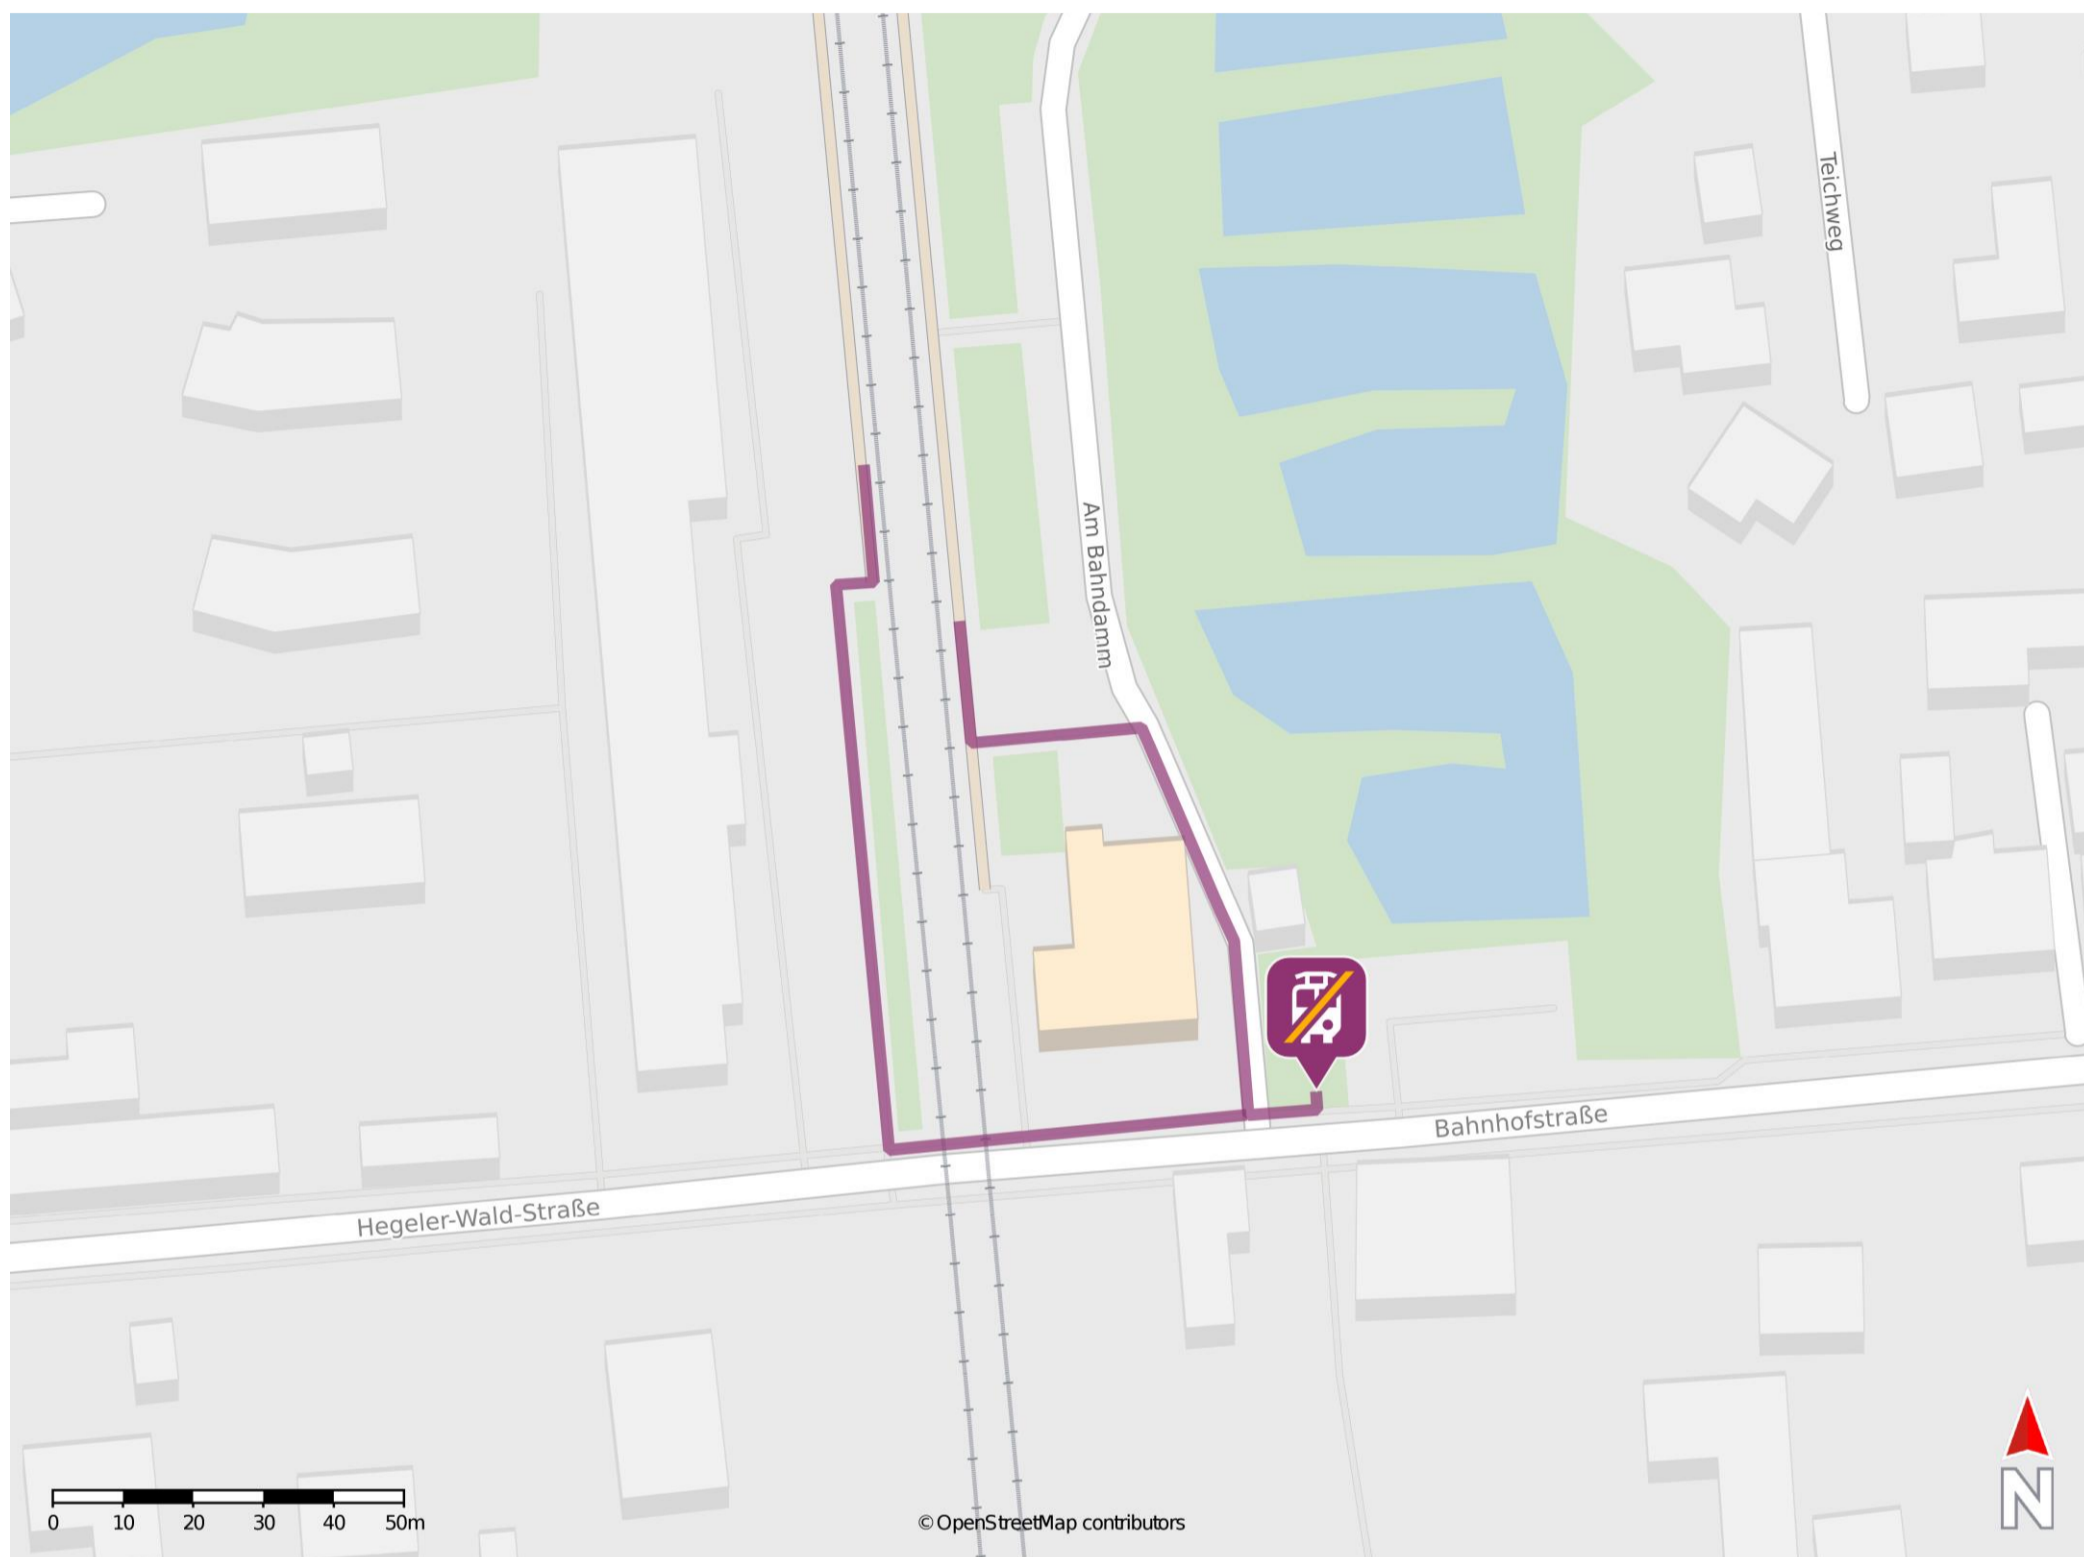 Teichweg
Am Bahndamm
Bahnhofstraße
Hegeler-Wald-Straße
0 10 20 30 40 50m
© OpenStreetMap contributors
N